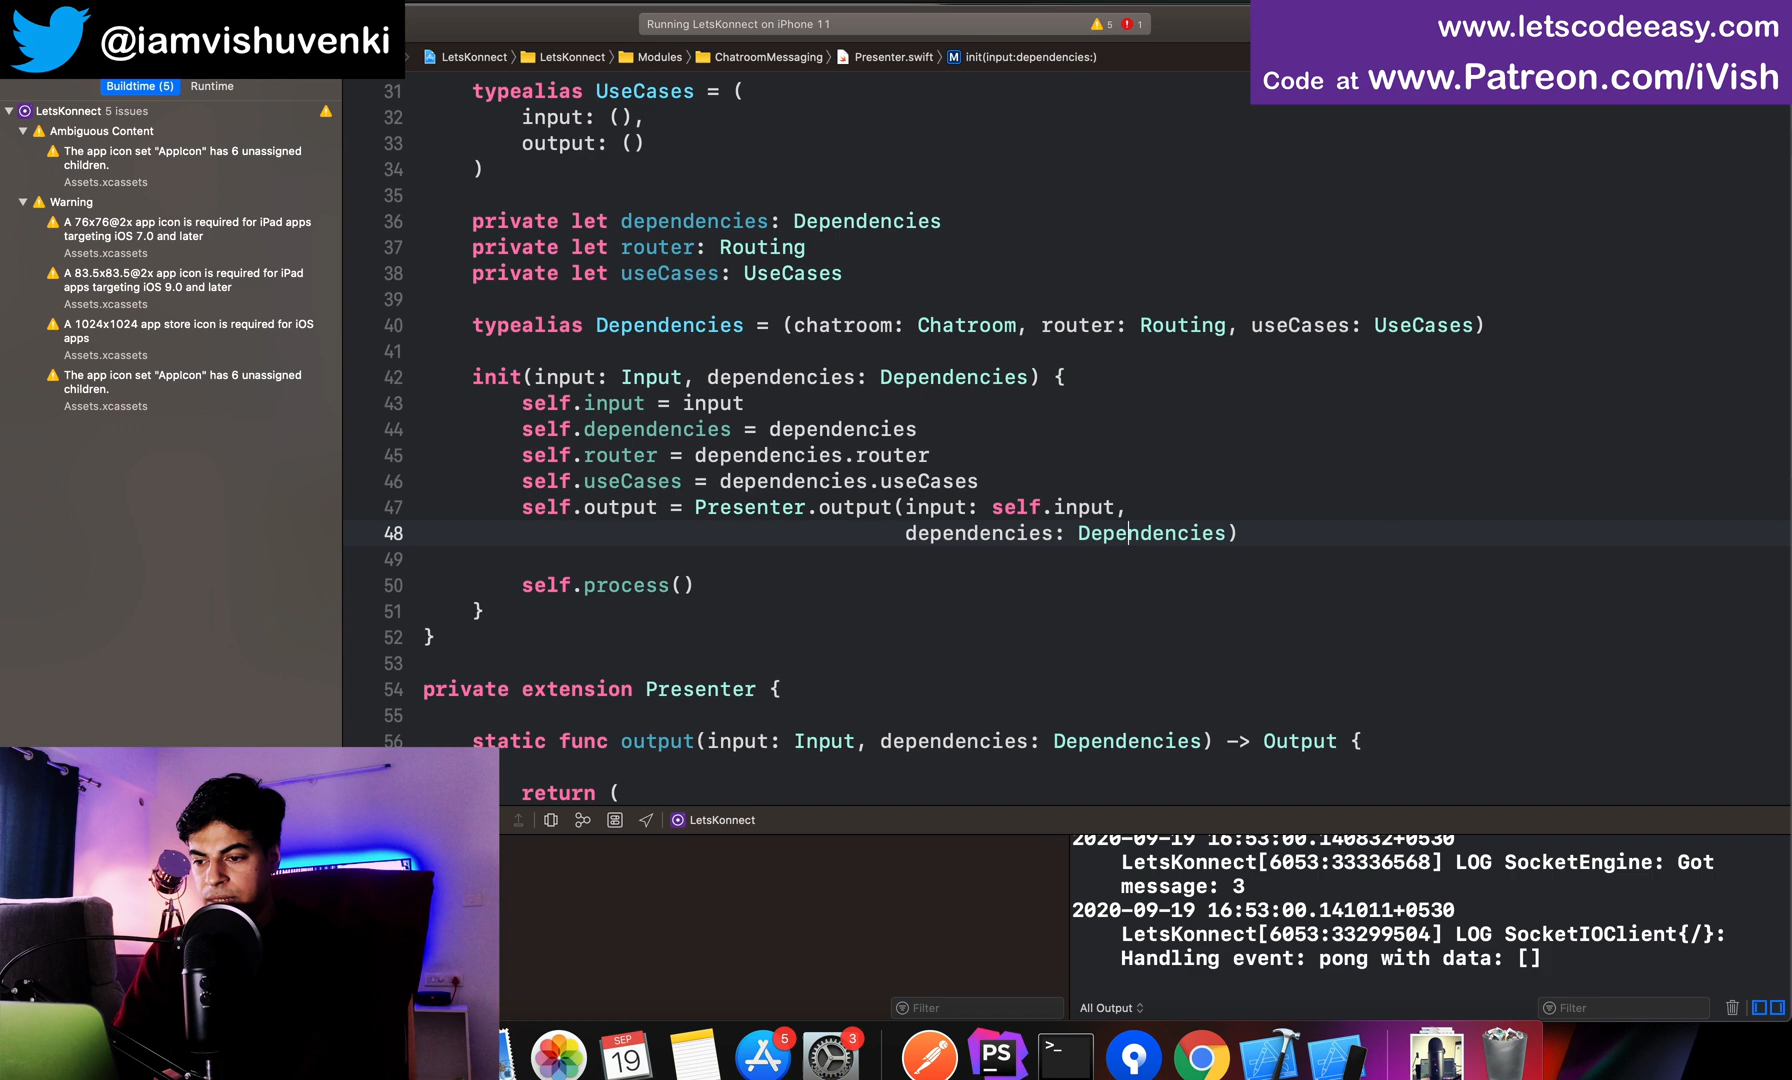 @iamvishuvenki
Running LetsKonnect on iPhone 11
5
1
www.letscodeeasy.com
Code at www.Patreon.com/iVish
LetsKonnect
LetsKonnect
Modules
ChatroomMessaging
Presenter.swift
M init(input:dependencies:)
Buildtime (5)
Runtime
LetsKonnect 5 issues
Ambiguous Content
The app icon set "AppIcon" has 6 unassigned
children.
Assets.xcassets
Warning
A 76x76@2x app icon is required for iPad apps
targeting iOS 7.0 and later
Assets.xcassets
A 83.5x83.5@2x app icon is required for iPad
apps targeting iOS 9.0 and later
Assets.xcassets
A 1024x1024 app store icon is required for iOS
apps
Assets.xcassets
The app icon set "AppIcon" has 6 unassigned
children.
Assets.xcassets
31 typealias UseCases = (
32 input: (),
33 output: ()
34 )
35
36 private let dependencies: Dependencies
37 private let router: Routing
38 private let useCases: UseCases
39
40 typealias Dependencies = (chatroom: Chatroom, router: Routing, useCases: UseCases)
41
42 init(input: Input, dependencies: Dependencies) {
43 self.input = input
44 self.dependencies = dependencies
45 self.router = dependencies.router
46 self.useCases = dependencies.useCases
47 self.output = Presenter.output(input: self.input,
48 dependencies: Dependencies)
49
50 self.process()
51 }
52 }
53
54 private extension Presenter {
55
56 static func output(input: Input, dependencies: Dependencies) -> Output {
return (
LetsKonnect
2020-09-19 16:53:00.140832+0530
LetsKonnect[6053:33336568] LOG SocketEngine: Got
message: 3
2020-09-19 16:53:00.141011+0530
LetsKonnect[6053:33299504] LOG SocketIOClient{/}:
Handling event: pong with data: []
Filter
All Output
Filter
SEP
19
5
3
PS
>_